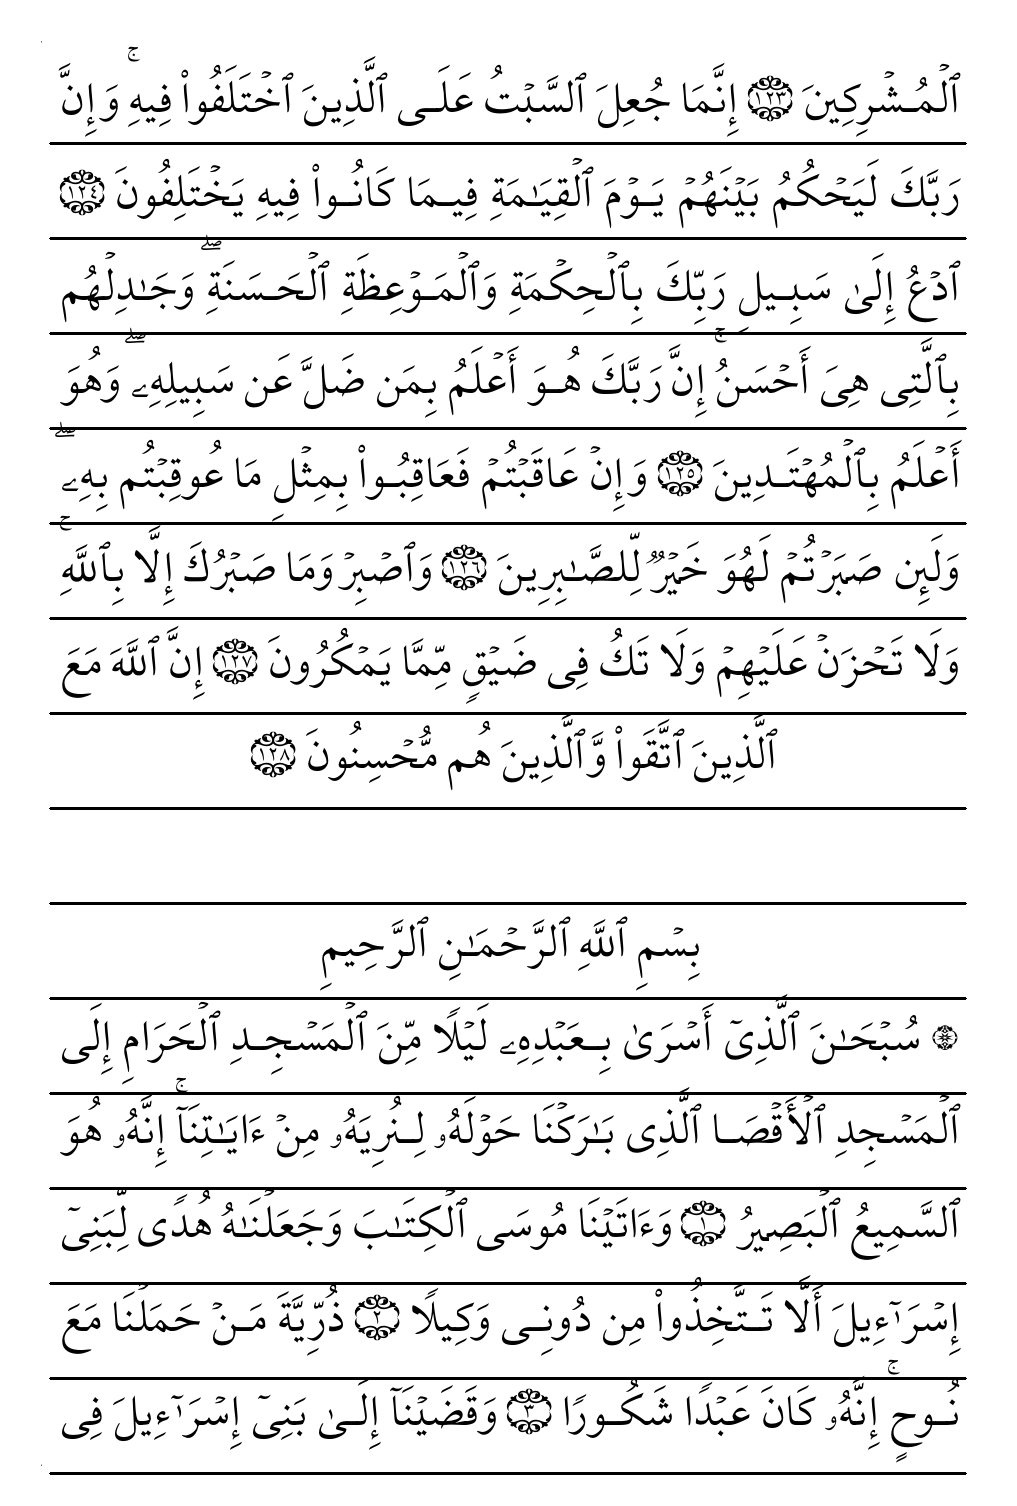 ٱلْمُشْرِكِينَ ١٢٣ إِنَّمَا جُعِلَ ٱلسَّبْتُ عَلَى ٱلَّذِينَ ٱخْتَلَفُوا۟ فِيهِ ۚ وَإِنَّ
رَبَّكَ لَيَحْكُمُ بَيْنَهُمْ يَوْمَ ٱلْقِيَـٰمَةِ فِيمَا كَانُوا۟ فِيهِ يَخْتَلِفُونَ ١٢٤
ٱدْعُ إِلَىٰ سَبِيلِ رَبِّكَ بِٱلْحِكْمَةِ وَٱلْمَوْعِظَةِ ٱلْحَسَنَةِ ۖ وَجَـٰدِلْهُم
بِٱلَّتِى هِىَ أَحْسَنُ ۚ إِنَّ رَبَّكَ هُوَ أَعْلَمُ بِمَن ضَلَّ عَن سَبِيلِهِۦ ۖ وَهُوَ
أَعْلَمُ بِٱلْمُهْتَدِينَ ١٢٥ وَإِنْ عَاقَبْتُمْ فَعَاقِبُوا۟ بِمِثْلِ مَا عُوقِبْتُم بِهِۦ ۖ
وَلَئِن صَبَرْتُمْ لَهُوَ خَيْرٌ لِّلصَّـٰبِرِينَ ١٢٦ وَٱصْبِرْ وَمَا صَبْرُكَ إِلَّا بِٱللَّهِ ۚ
وَلَا تَحْزَنْ عَلَيْهِمْ وَلَا تَكُ فِى ضَيْقٍ مِّمَّا يَمْكُرُونَ ١٢٧ إِنَّ ٱللَّهَ مَعَ
ٱلَّذِينَ ٱتَّقَوا۟ وَّٱلَّذِينَ هُم مُّحْسِنُونَ ١٢٨
بِسْمِ ٱللَّهِ ٱلرَّحْمَـٰنِ ٱلرَّحِيمِ
۞ سُبْحَـٰنَ ٱلَّذِىٓ أَسْرَىٰ بِعَبْدِهِۦ لَيْلًا مِّنَ ٱلْمَسْجِدِ ٱلْحَرَامِ إِلَى
ٱلْمَسْجِدِ ٱلْأَقْصَا ٱلَّذِى بَـٰرَكْنَا حَوْلَهُۥ لِنُرِيَهُۥ مِنْ ءَايَـٰتِنَآ ۚ إِنَّهُۥ هُوَ
ٱلسَّمِيعُ ٱلْبَصِيرُ ١ وَءَاتَيْنَا مُوسَى ٱلْكِتَـٰبَ وَجَعَلْنَـٰهُ هُدًى لِّبَنِىٓ
إِسْرَٰٓءِيلَ أَلَّا تَتَّخِذُوا۟ مِن دُونِى وَكِيلًا ٢ ذُرِّيَّةَ مَنْ حَمَلْنَا مَعَ
نُوحٍ ۚ إِنَّهُۥ كَانَ عَبْدًا شَكُورًا ٣ وَقَضَيْنَآ إِلَىٰ بَنِىٓ إِسْرَٰٓءِيلَ فِى